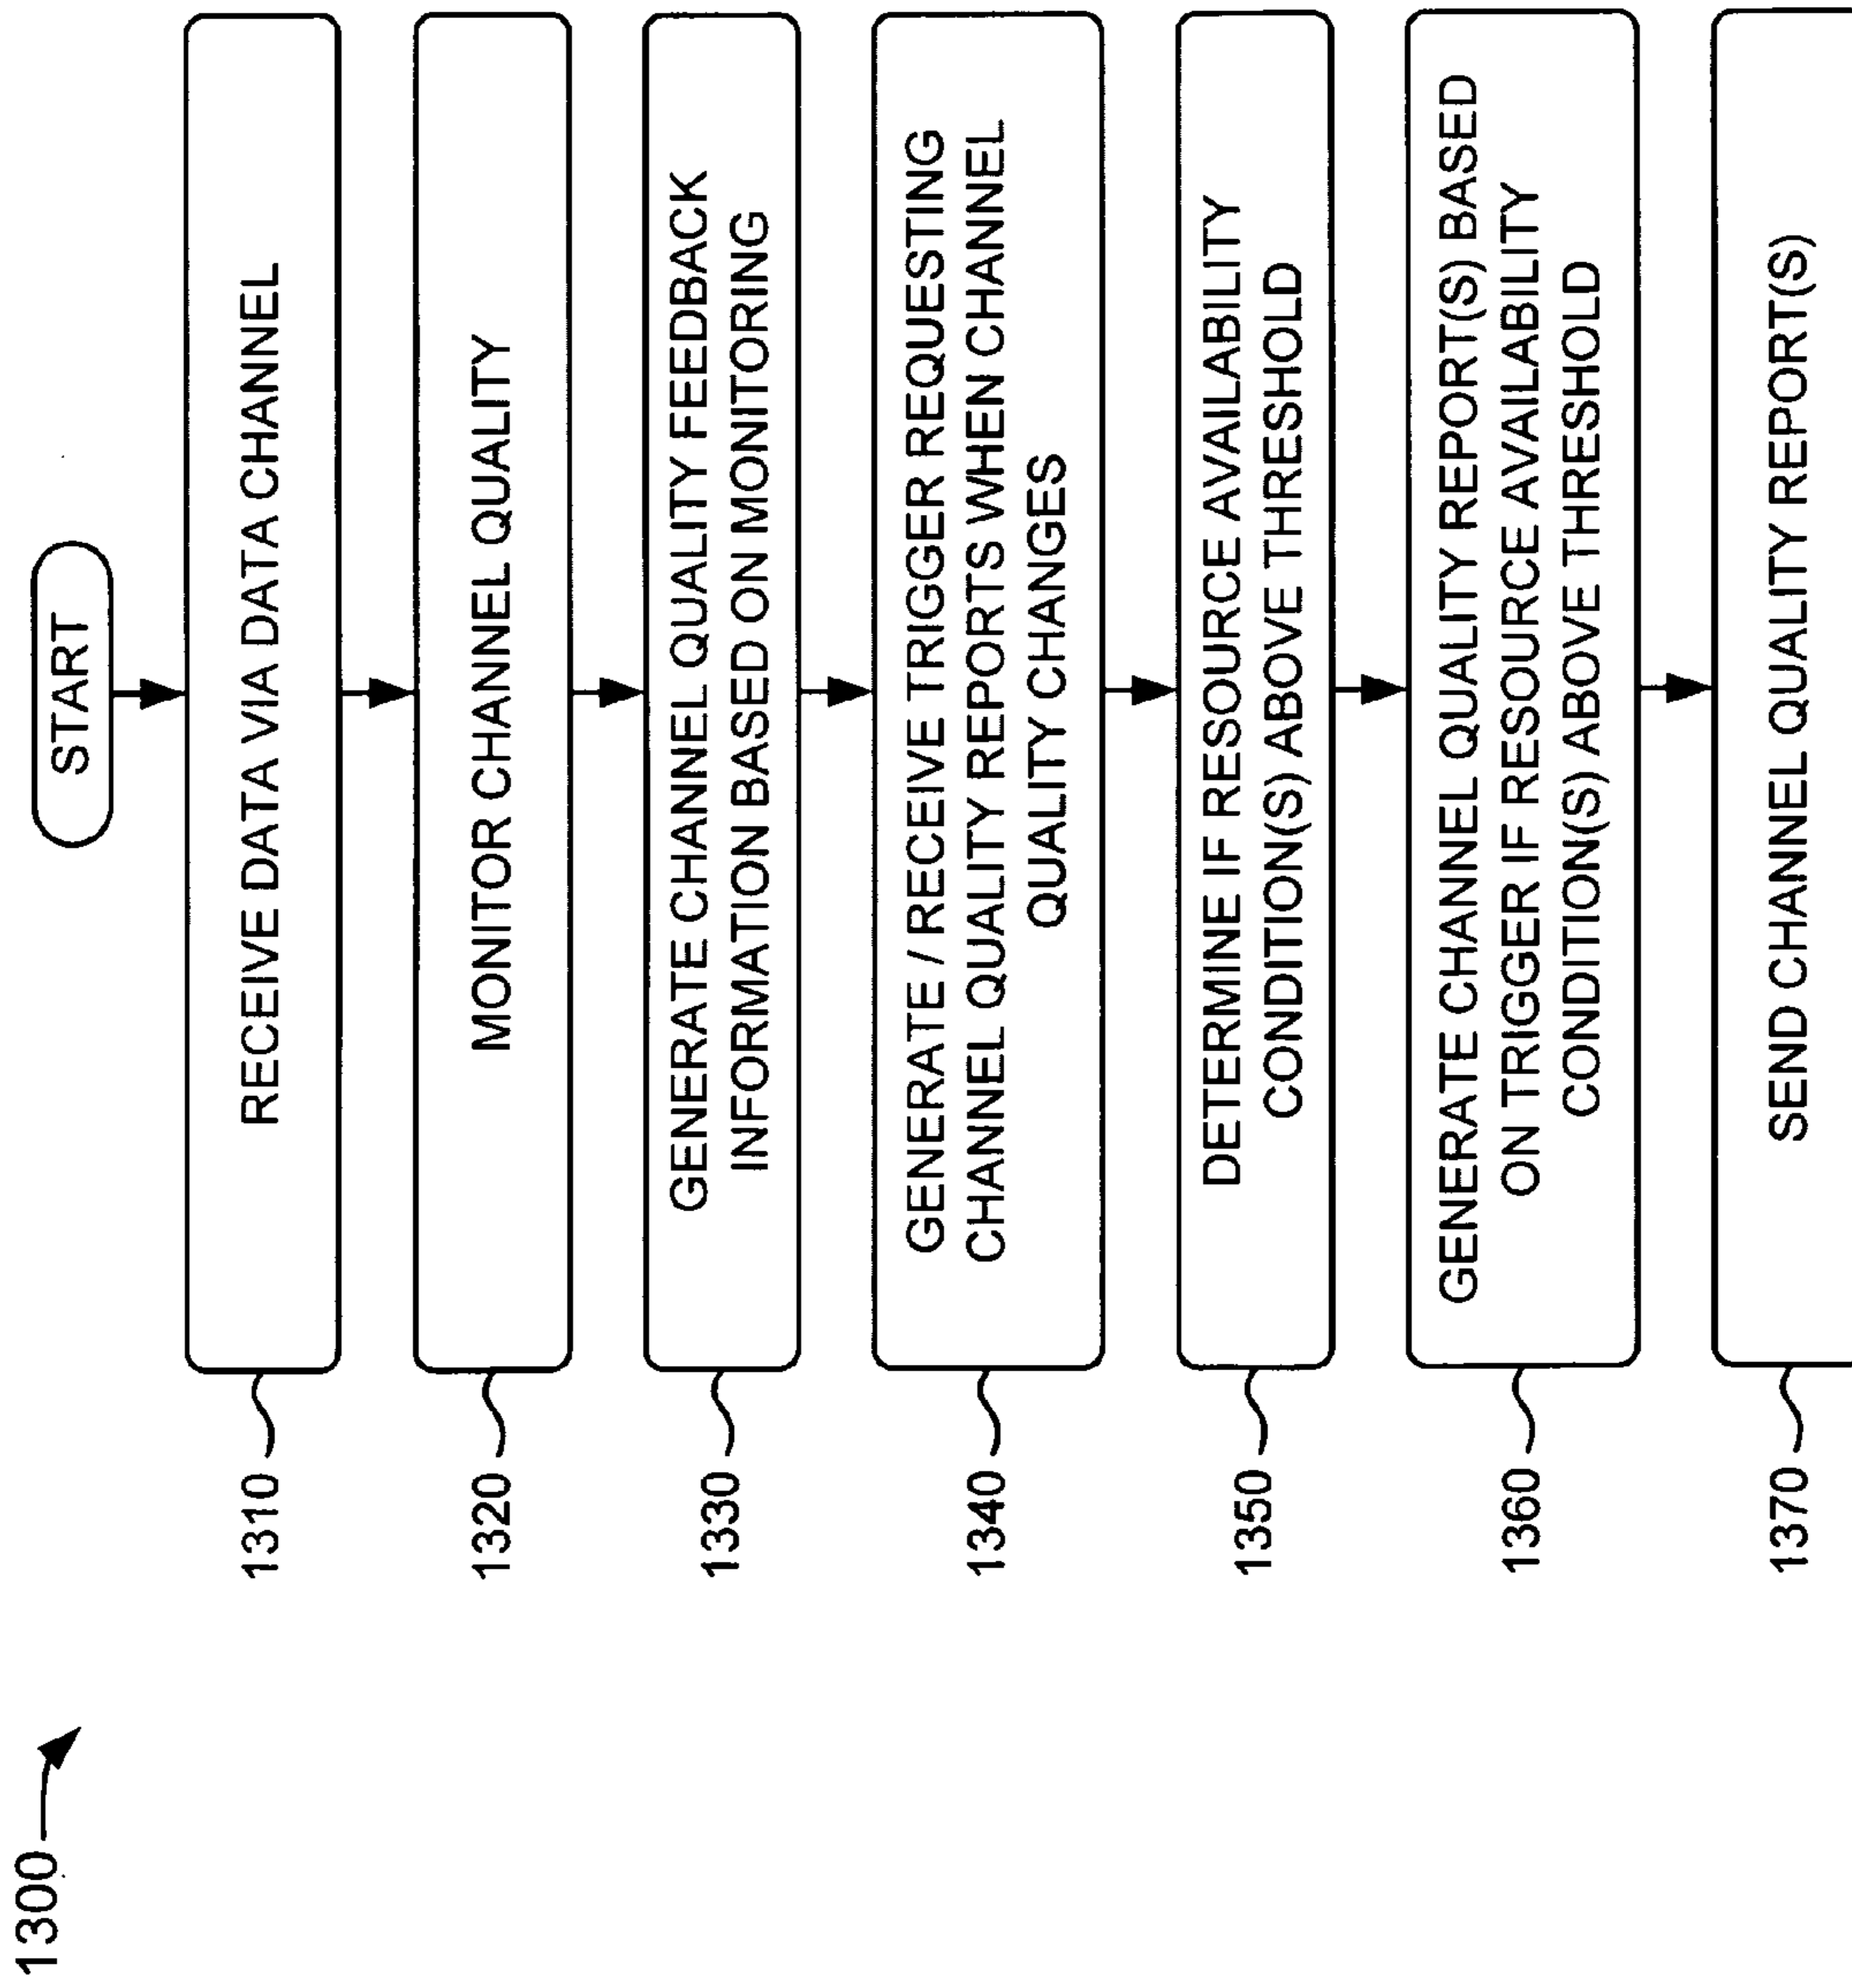 1300
START
1310
RECEIVE DATA VIA DATA CHANNEL
1320
MONITOR CHANNEL QUALITY
1330
GENERATE CHANNEL QUALITY FEEDBACK
INFORMATION BASED ON MONITORING
1340
GENERATE / RECEIVE TRIGGER REQUESTING
CHANNEL QUALITY REPORTS WHEN CHANNEL
QUALITY CHANGES
1350
DETERMINE IF RESOURCE AVAILABILITY
CONDITION(S) ABOVE THRESHOLD
1360
GENERATE CHANNEL QUALITY REPORT(S) BASED
ON TRIGGER IF RESOURCE AVAILABILITY
CONDITION(S) ABOVE THRESHOLD
1370
SEND CHANNEL QUALITY REPORT(S)